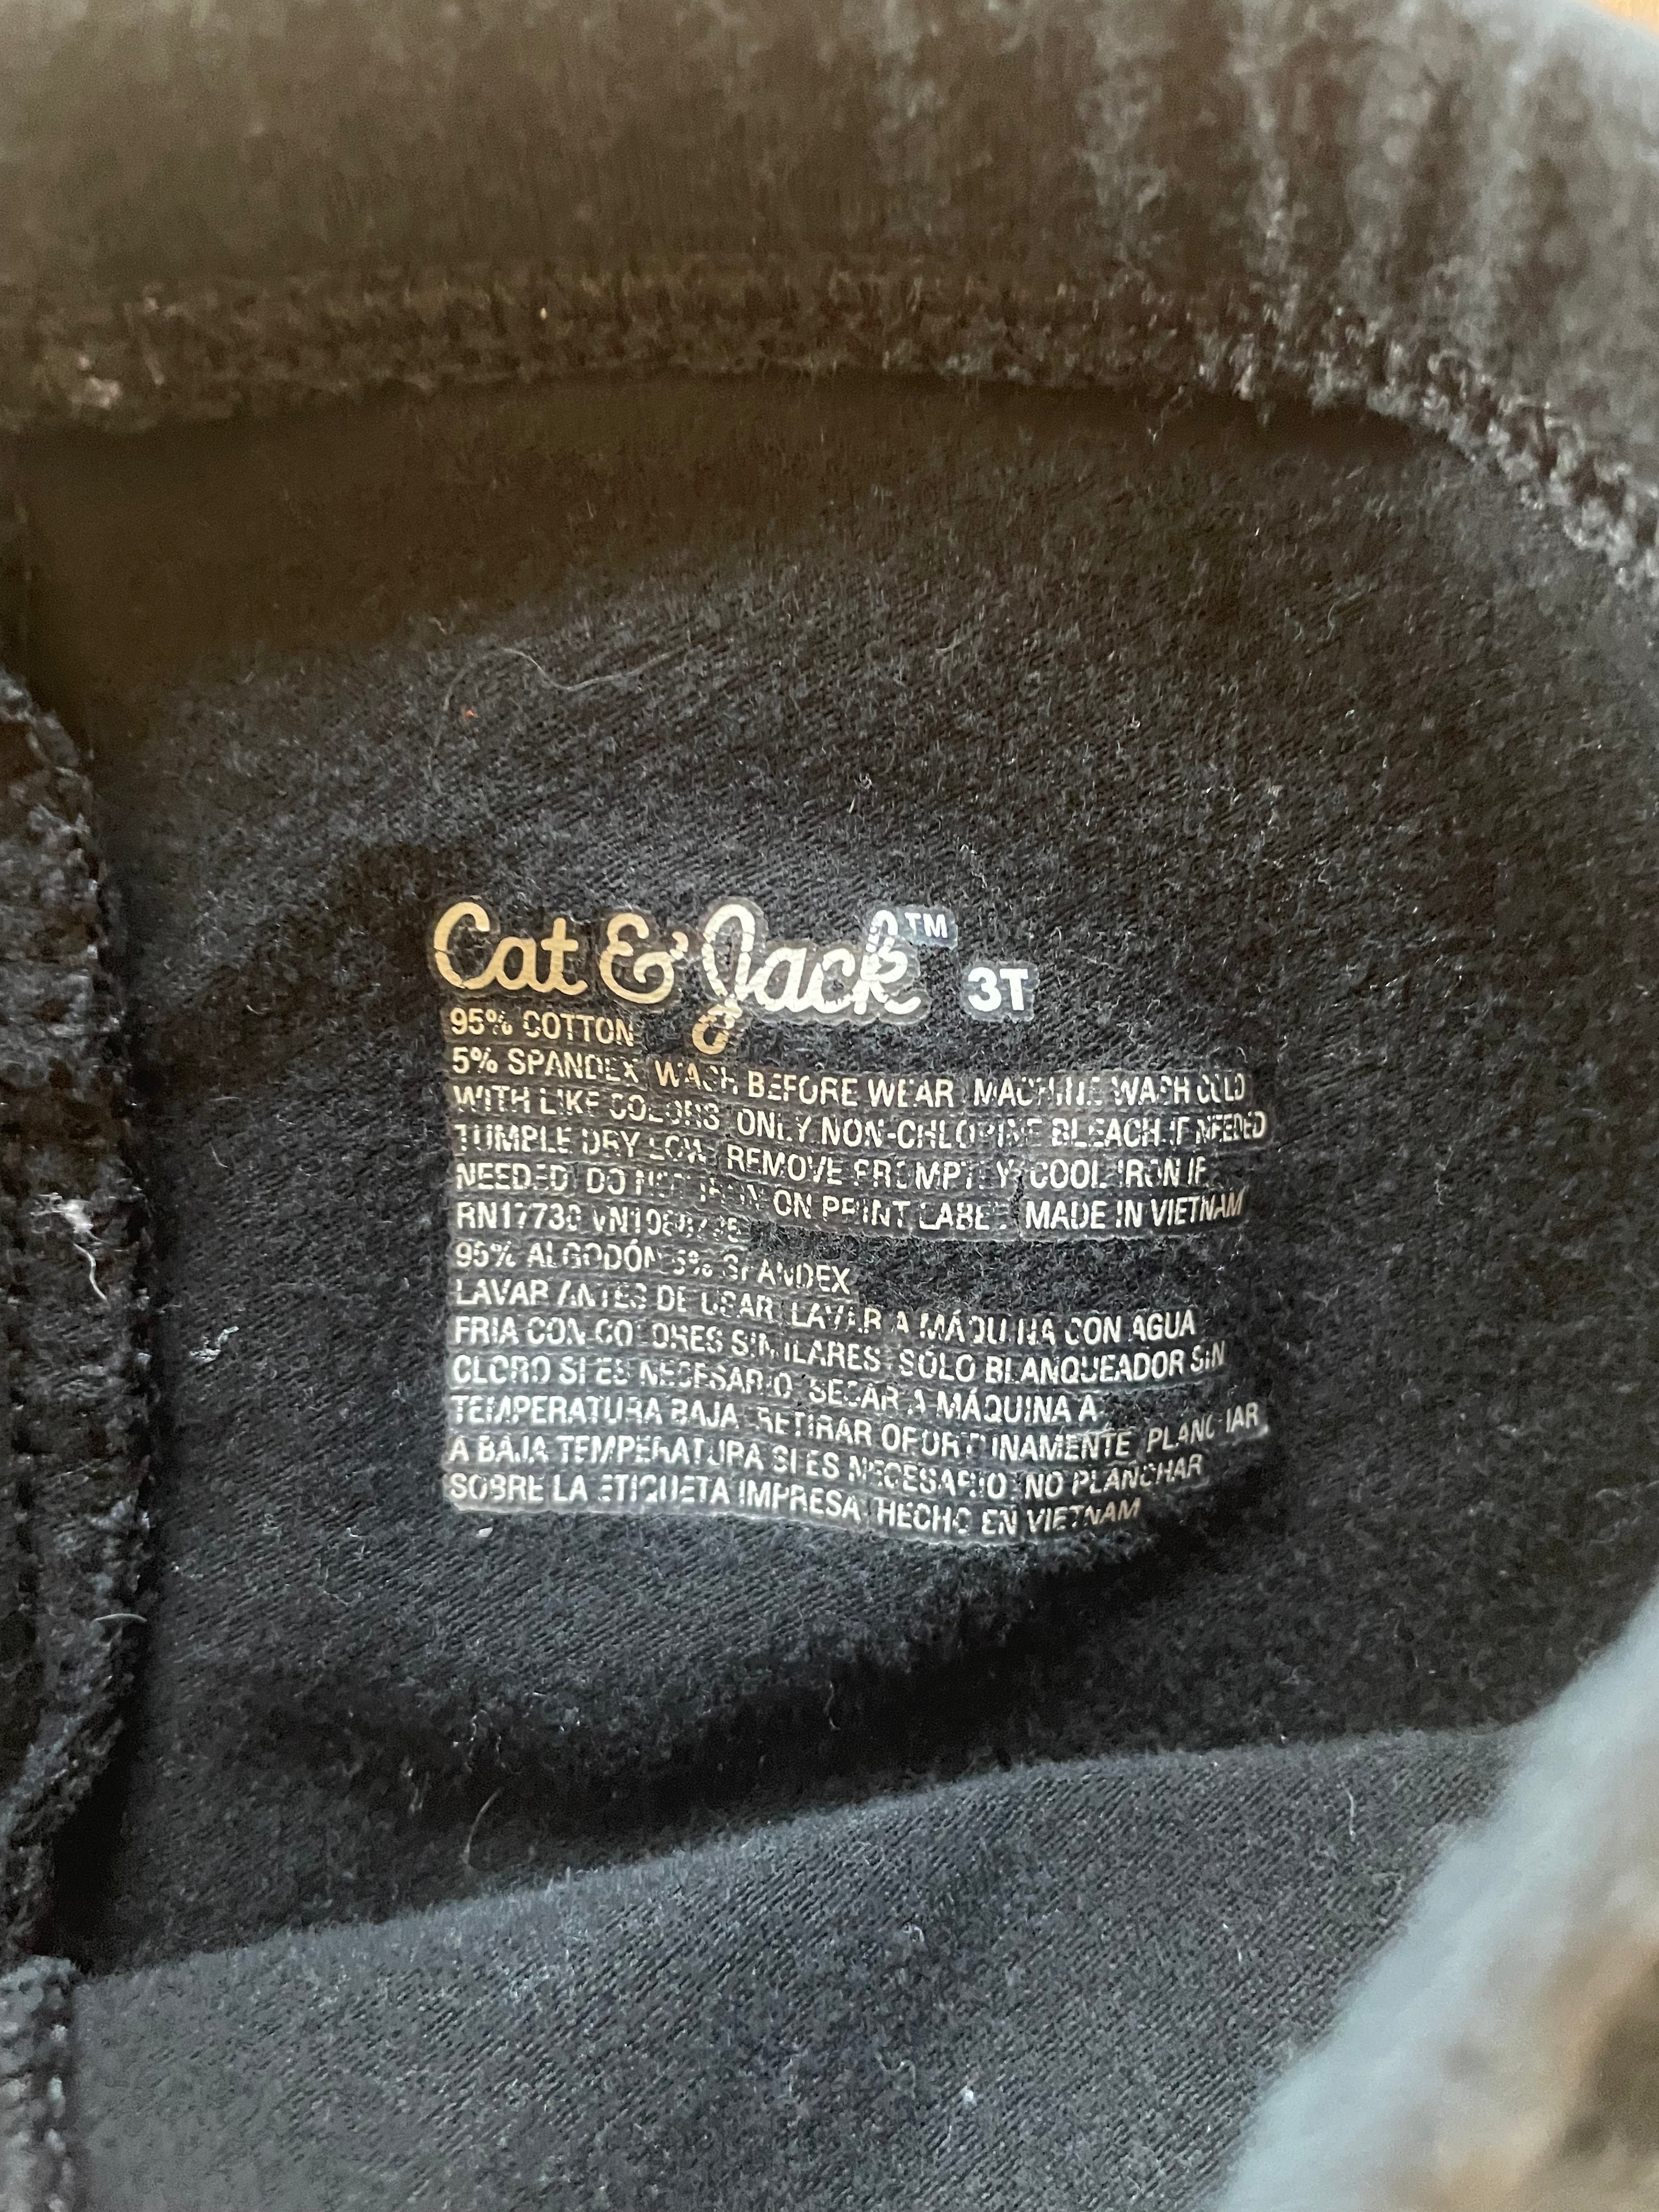 Cat & Jack™ 3T
95% COTTON
5% SPANDEX WASH BEFORE WEAR MACHINE WASH COLD
WITH LIKE COLORS ONLY NON-CHLORINE BLEACH IF NEEDED
TUMBLE DRY LOW REMOVE PROMPTLY COOL IRON IF
NEEDED DO NOT IRON ON PRINT LABEL MADE IN VIETNAM
95% ALGODÓN 5% SPANDEX
LAVAR ANTES DE USAR LAVAR A MÁQUINA CON AGUA
FRIA CON COLORES SIMILARES SÓLO BLANQUEADOR SIN
CLORO SI ES NECESARIO SECAR A MÁQUINA A
TEMPERATURA BAJA RETIRAR OPORTUNAMENTE PLANCHAR
A BAJA TEMPERATURA SI ES NECESARIO NO PLANCHAR
SOBRE LA ETIQUETA IMPRESA HECHO EN VIETNAM